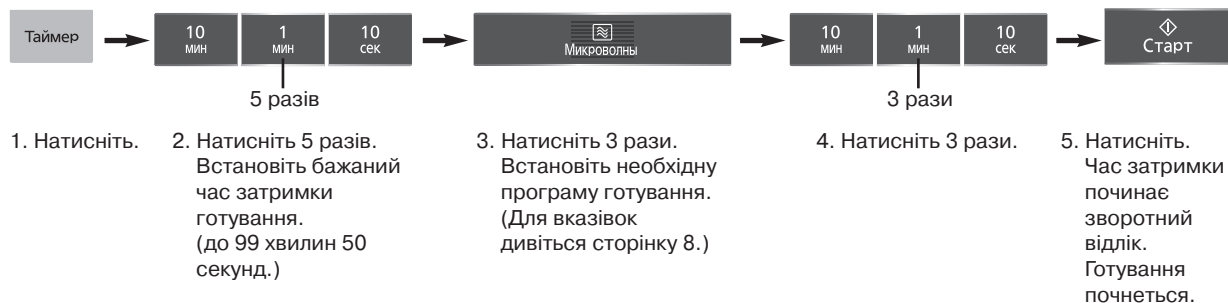 Таймер
10 мин
1 мин
10 сек
Микроволны
10 мин
1 мин
10 сек
Старт
5 разів
3 рази
1. Натисніть.
2. Натисніть 5 разів.
Встановіть бажаний
час затримки
готування.
(до 99 хвилин 50
секунд.)
3. Натисніть 3 рази.
Встановіть необхідну
програму готування.
(Для вказівок
дивіться сторінку 8.)
4. Натисніть 3 рази.
5. Натисніть.
Час затримки
починає
зворотний
відлік.
Готування
почнеться.